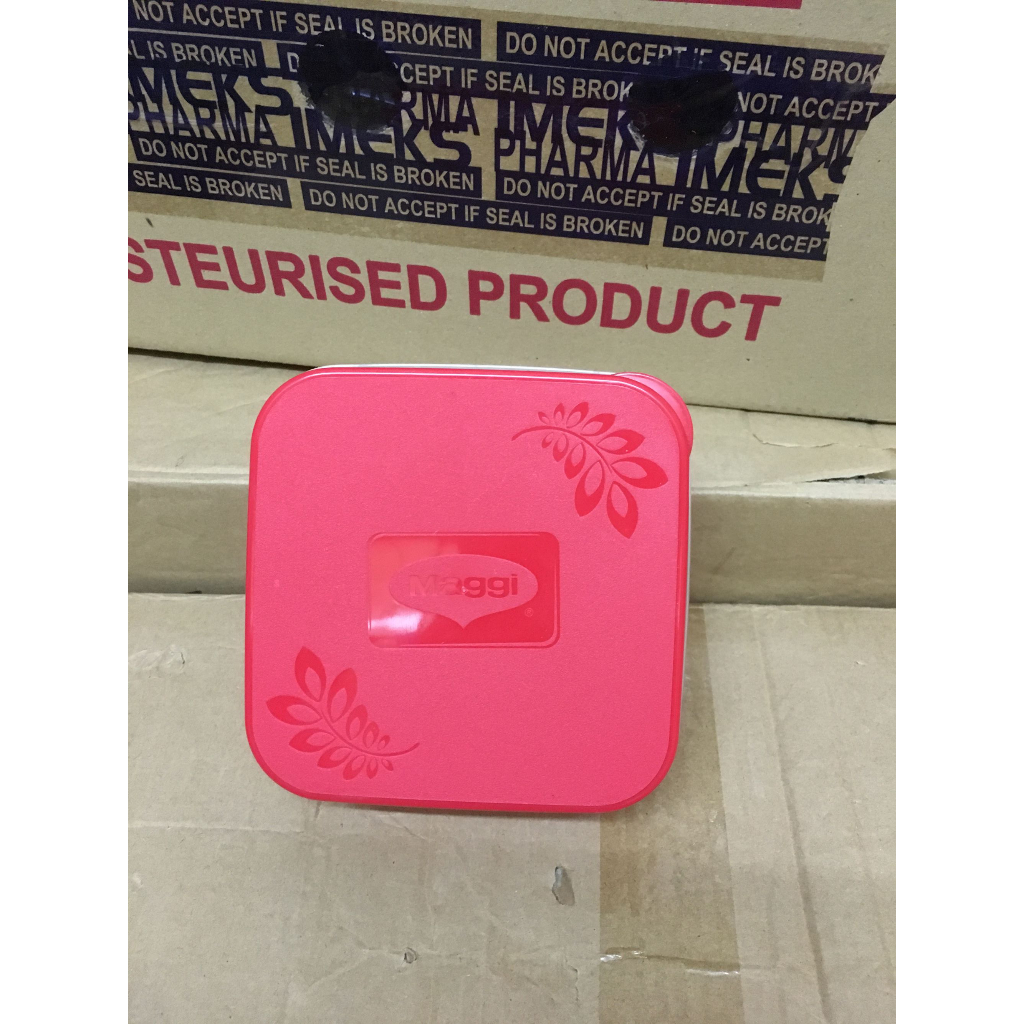 NOT ACCEPT IF SEAL IS BROKEN DO NOT ACCEPT IF SEAL IS BROK
L IS BROKEN D CEPT IF SEAL IS BROK NOT ACCEPT
IMEKS PHARMA IMEKS PHARMA
PHARMA IMEKS PHARMA IMEKS
DO NOT ACCEPT IF SEAL IS BROKEN DO NOT ACCEPT IF SEAL IS BROK
SEAL IS BROKEN DO NOT ACCEPT IF SEAL IS BROKEN DO NOT ACCEPT
STEURISED PRODUCT
Maggi ®